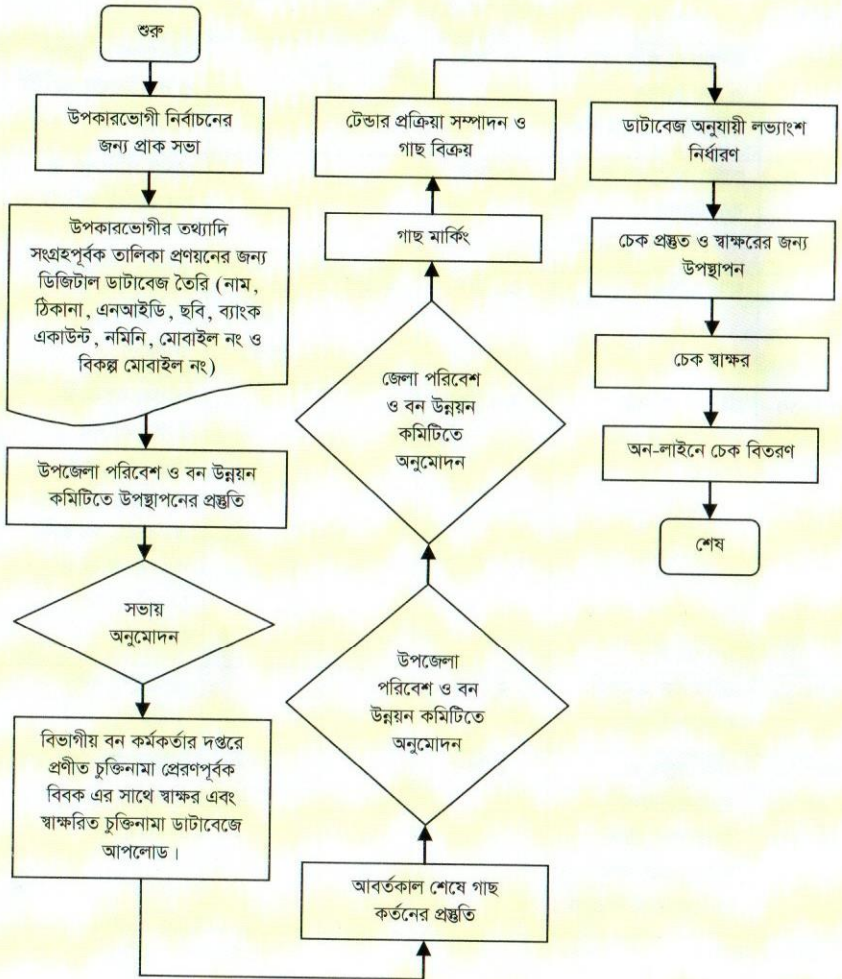 শুরু
উপকারভোগী নির্বাচনের
জন্য প্রাক সভা
উপকারভোগীর তথ্যাদি
সংগ্রহপূর্বক তালিকা প্রণয়নের জন্য
ডিজিটাল ডাটাবেজ তৈরি (নাম,
ঠিকানা, এনআইডি, ছবি, ব্যাংক
একাউন্ট, নমিনি, মোবাইল নং ও
বিকল্প মোবাইল নং)
উপজেলা পরিবেশ ও বন উন্নয়ন
কমিটিতে উপস্থাপনের প্রস্তুতি
সভায়
অনুমোদন
বিভাগীয় বন কর্মকর্তার দপ্তরে
প্রণীত চুক্তিনামা প্রেরণপূর্বক
বিবক এর সাথে স্বাক্ষর এবং
স্বাক্ষরিত চুক্তিনামা ডাটাবেজে
আপলোড।
আবর্তকাল শেষে গাছ
কর্তনের প্রস্তুতি
উপজেলা
পরিবেশ ও বন
উন্নয়ন কমিটিতে
অনুমোদন
জেলা পরিবেশ
ও বন উন্নয়ন
কমিটিতে
অনুমোদন
গাছ মার্কিং
টেন্ডার প্রক্রিয়া সম্পাদন ও
গাছ বিক্রয়
ডাটাবেজ অনুযায়ী লভ্যাংশ
নির্ধারণ
চেক প্রস্তুত ও স্বাক্ষরের জন্য
উপস্থাপন
চেক স্বাক্ষর
অন-লাইনে চেক বিতরণ
শেষ